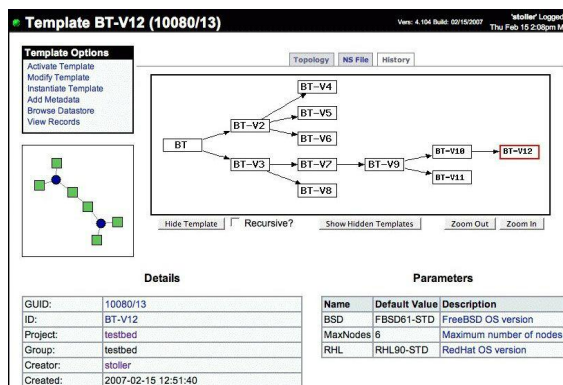 Template BT-V12 (10080/13)
Vers: 4.104 Build: 02/15/2007
'stoller' Logged
Thu Feb 15 2:08pm M
Template Options
Activate Template
Modify Template
Instantiate Template
Add Metadata
Browse Datastore
View Records
Topology NS File History
BT-V4
BT-V5
BT-V2
BT-V6
BT
BT-V10 BT-V12
BT-V3 BT-V7 BT-V9
BT-V11
BT-V8
Hide Template Recursive? Show Hidden Templates Zoom Out Zoom In
Details
GUID: 10080/13
ID: BT-V12
Project: testbed
Group: testbed
Creator: stoller
Created: 2007-02-15 12:51:40
Parameters
Name Default Value Description
BSD FBSD61-STD FreeBSD OS version
MaxNodes 6 Maximum number of nodes
RHL RHL90-STD RedHat OS version